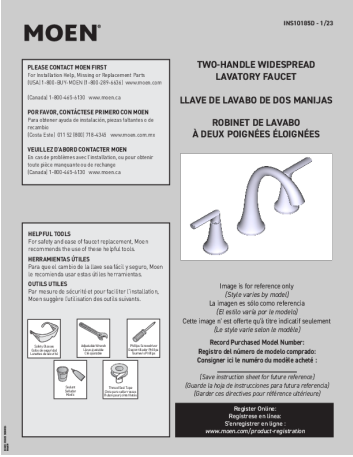 INS10185D - 1/23
MOEN®
PLEASE CONTACT MOEN FIRST
For Installation Help, Missing or Replacement Parts
(USA) 1-800-BUY-MOEN (1-800-289-6636) www.moen.com
(Canada) 1-800-465-6130 www.moen.ca
POR FAVOR, CONTÁCTESE PRIMERO CON MOEN
Para obtener ayuda de instalación, piezas faltantes o de
recambio
(Costa Este) 011 52 (800) 718-4345 www.moen.com.mx
VEUILLEZ D'ABORD CONTACTER MOEN
En cas de problèmes avec l'installation, ou pour obtenir
toute pièce manquante ou de rechange
(Canada) 1-800-465-6130 www.moen.ca
TWO-HANDLE WIDESPREAD
LAVATORY FAUCET
LLAVE DE LAVABO DE DOS MANIJAS
ROBINET DE LAVABO
À DEUX POIGNÉES ÉLOIGNÉES
HELPFUL TOOLS
For safety and ease of faucet replacement, Moen
recommends the use of these helpful tools.
HERRAMIENTAS ÚTILES
Para que el cambio de la llave sea fácil y seguro, Moen
le recomienda usar estas útiles herramientas.
OUTILS UTILES
Par mesure de sécurité et pour faciliter l'installation,
Moen suggère l'utilisation des outils suivants.
Image is for reference only
(Style varies by model)
La imagen es sólo como referencia
(El estilo varía por le modelo)
Cette image n'est offerte qu'à titre indicatif seulement
(Le style varie selon le modèle)
Record Purchased Model Number:
Registro del número de modelo comprado:
Consigner ici le numéro du modèle acheté :
(Save instruction sheet for future reference)
(Guarde la hoja de instrucciones para futura referencia)
(Garder ces directives pour référence ultérieure)
Register Online:
Regístrese en línea:
S'enregistrer en ligne :
www.moen.com/product-registration